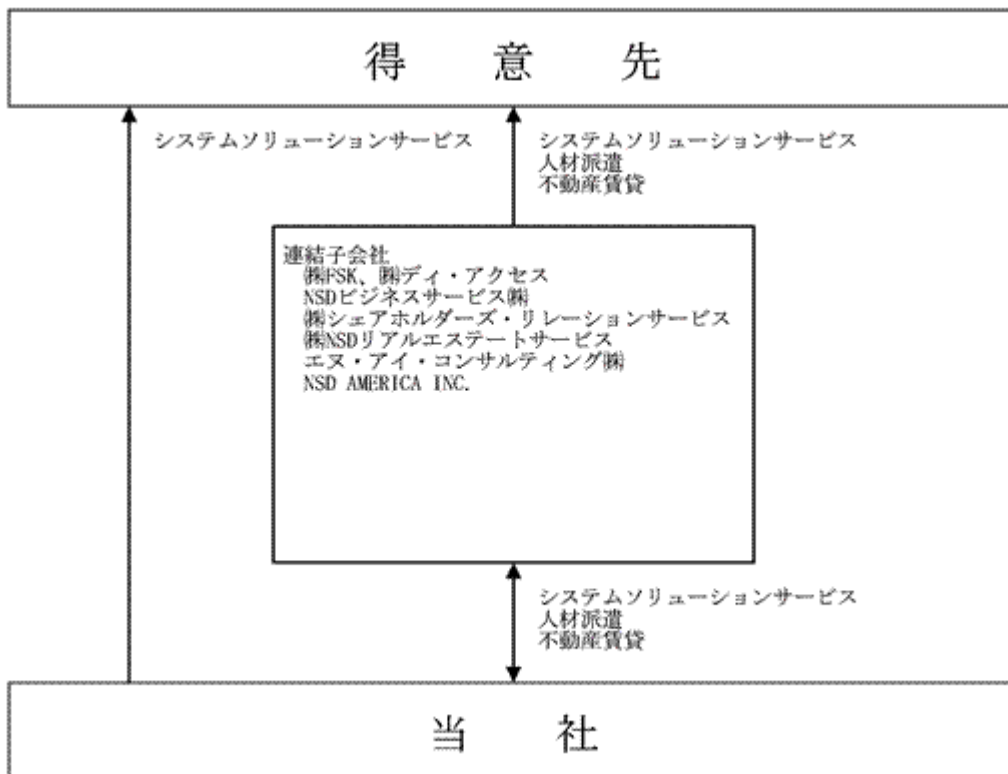 得　意　先
システムソリューションサービス
システムソリューションサービス
人材派遣
不動産賃貸
連結子会社
㈱FSK、㈱ディ・アクセス
NSDビジネスサービス㈱
㈱シェアホルダーズ・リレーションサービス
㈱NSDリアルエステートサービス
エヌ・アイ・コンサルティング㈱
NSD AMERICA INC.
システムソリューションサービス
人材派遣
不動産賃貸
当　社